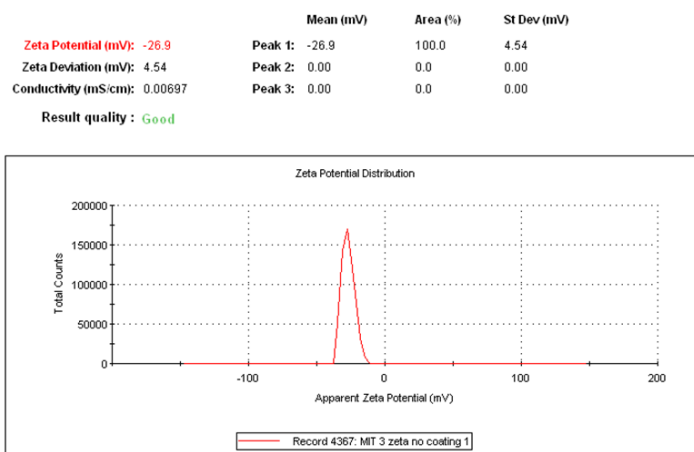 Mean (mV) Area (%) St Dev (mV)
Zeta Potential (mV): -26.9 Peak 1: -26.9 100.0 4.54
Zeta Deviation (mV): 4.54 Peak 2: 0.00 0.0 0.00
Conductivity (mS/cm): 0.00697 Peak 3: 0.00 0.0 0.00
Result quality : Good
Zeta Potential Distribution
200000
150000
100000
50000
0
-100 0 100 200
Total Counts
Apparent Zeta Potential (mV)
Record 4367: MIT 3 zeta no coating 1